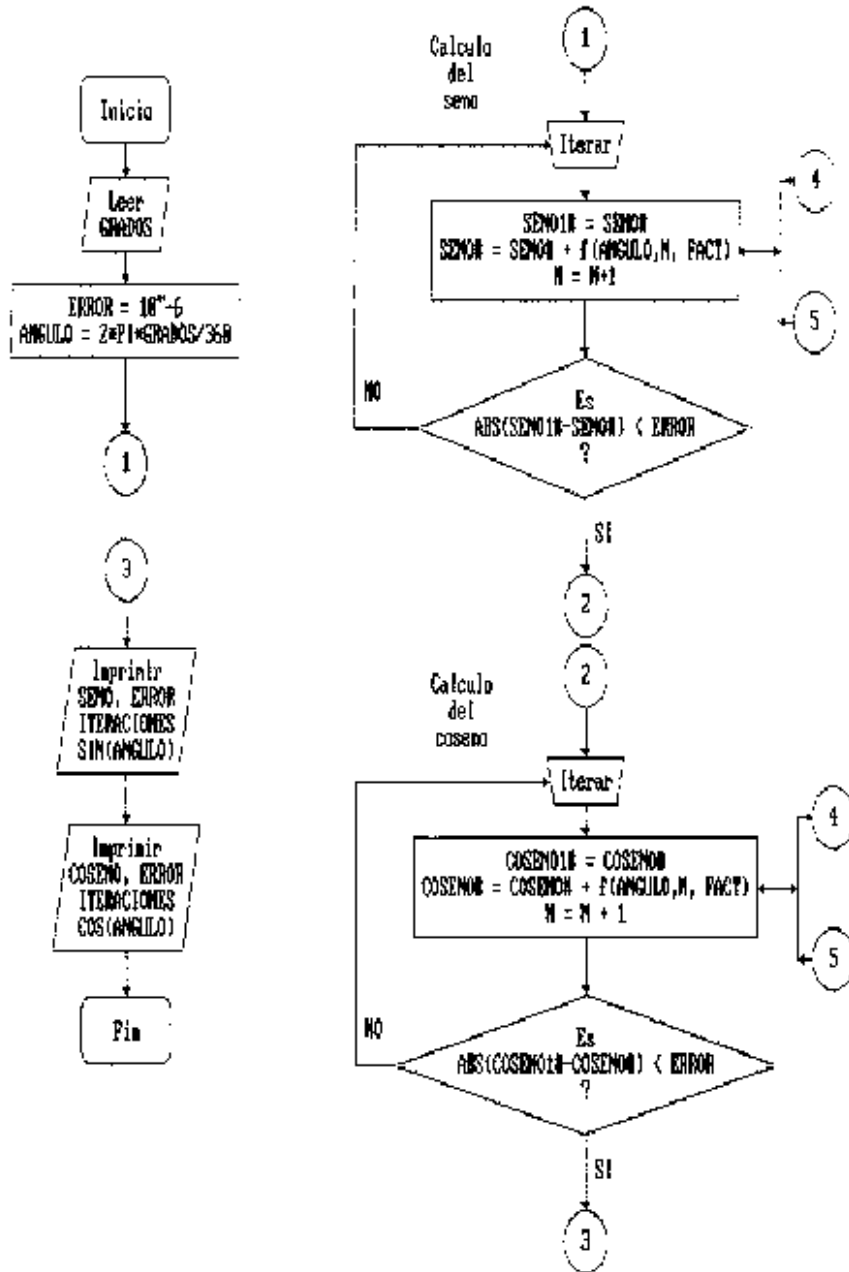 Inicio
Leer
GRADOS
ERROR = 10^-6
ANGULO = 2*PI*GRADOS/360
1
3
Imprimir
SENO, ERROR
ITERACIONES
SIN(ANGULO)
Imprimir
COSENO, ERROR
ITERACIONES
COS(ANGULO)
Fin
1
Calculo
del
seno
Iterar
SENO1# = SENO#
SENO# = SENO# + f(ANGULO,N, FACT)
N = N+1
4
5
NO
Es
ABS(SENO1#-SENO#) < ERROR
?
SI
2
2
Calculo
del
coseno
Iterar
COSENO1# = COSENO#
COSENO# = COSENO# + f(ANGULO,N, FACT)
N = N + 1
4
5
NO
Es
ABS(COSENO1#-COSENO#) < ERROR
?
SI
3